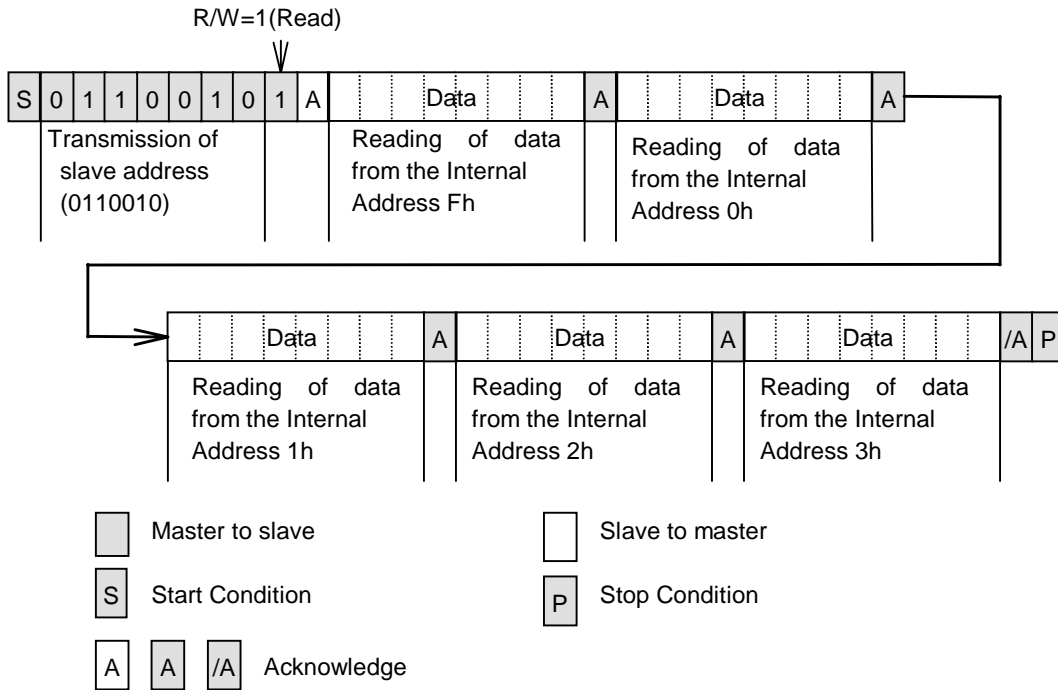 R/W=1(Read)
S 0 1 1 0 0 1 0 1 A Data A Data A
Transmission of
slave address
(0110010)
Reading of data
from the Internal
Address Fh
Reading of data
from the Internal
Address 0h
Data A Data A Data /A P
Reading of data
from the Internal
Address 1h
Reading of data
from the Internal
Address 2h
Reading of data
from the Internal
Address 3h
Master to slave
Slave to master
S Start Condition
P Stop Condition
A A /A Acknowledge